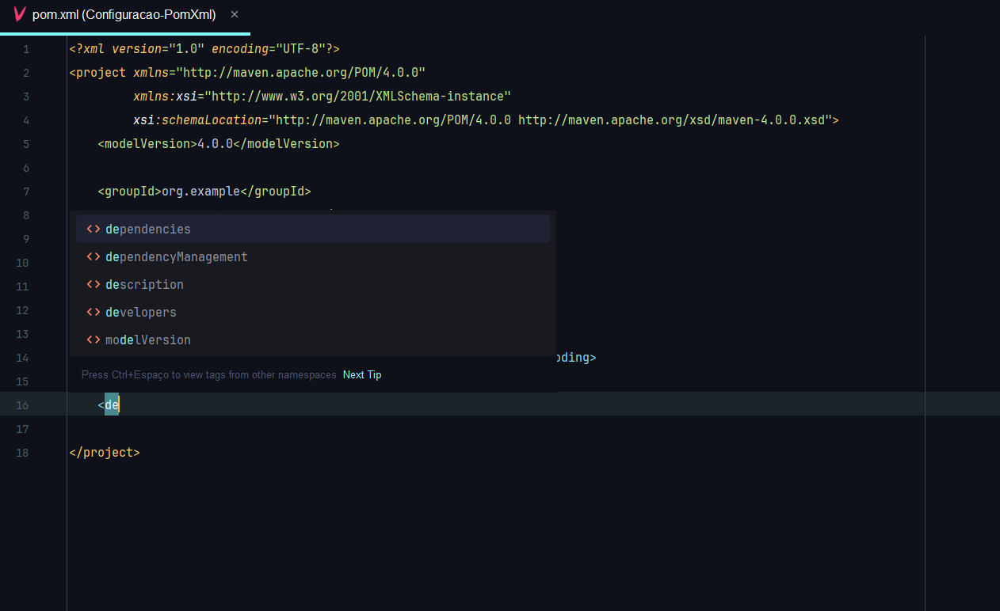 pom.xml (Configuracao-PomXml)
1 <?xml version="1.0" encoding="UTF-8"?>
2 <project xmlns="http://maven.apache.org/POM/4.0.0"
3 xmlns:xsi="http://www.w3.org/2001/XMLSchema-instance"
4 xsi:schemaLocation="http://maven.apache.org/POM/4.0.0 http://maven.apache.org/xsd/maven-4.0.0.xsd">
5 <modelVersion>4.0.0</modelVersion>
6
7 <groupId>org.example</groupId>
8
dependencies
9
dependencyManagement
10
11
description
12
developers
13
modelVersion
14 oding>
Press Ctrl+Espaço to view tags from other namespaces Next Tip
15
16 <de
17
18 </project>